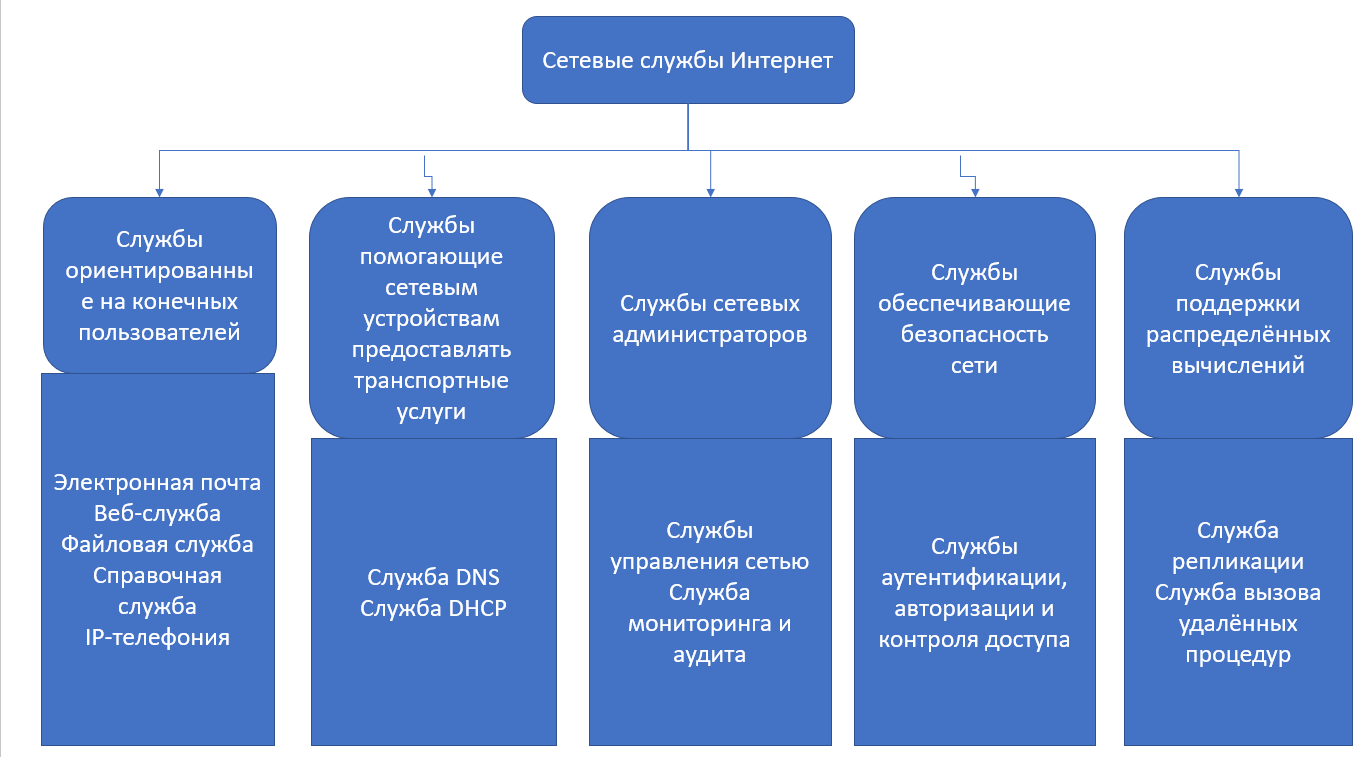 Сетевые службы Интернет
Службы
ориентированны
е на конечных
пользователей
Службы
помогающие
сетевым
устройствам
предоставлять
транспортные
услуги
Службы сетевых
администраторов
Службы
обеспечивающие
безопасность
сети
Службы
поддержки
распределённых
вычислений
Электронная почта
Веб-служба
Файловая служба
Справочная
служба
IP-телефония
Служба DNS
Служба DHCP
Службы
управления сетью
Служба
мониторинга и
аудита
Службы
аутентификации,
авторизации и
контроля доступа
Служба
репликации
Служба вызова
удалённых
процедур